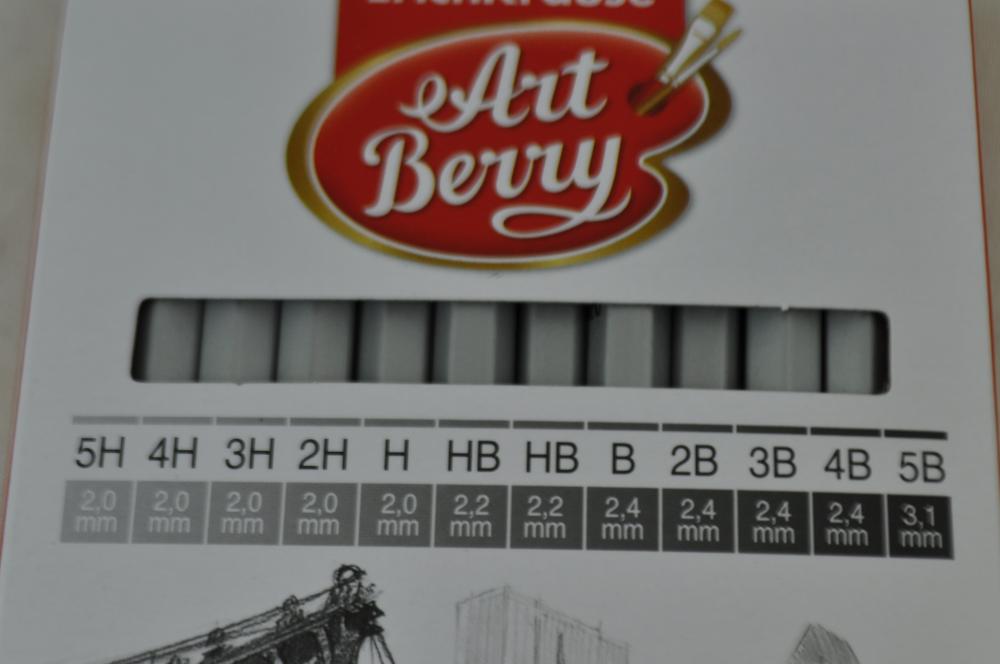 ErichKrause
Art
Berry
5H 4H 3H 2H H HB HB B 2B 3B 4B 5B
2,0 2,0 2,0 2,0 2,0 2,2 2,2 2,4 2,4 2,4 2,4 3,1
mm mm mm mm mm mm mm mm mm mm mm mm